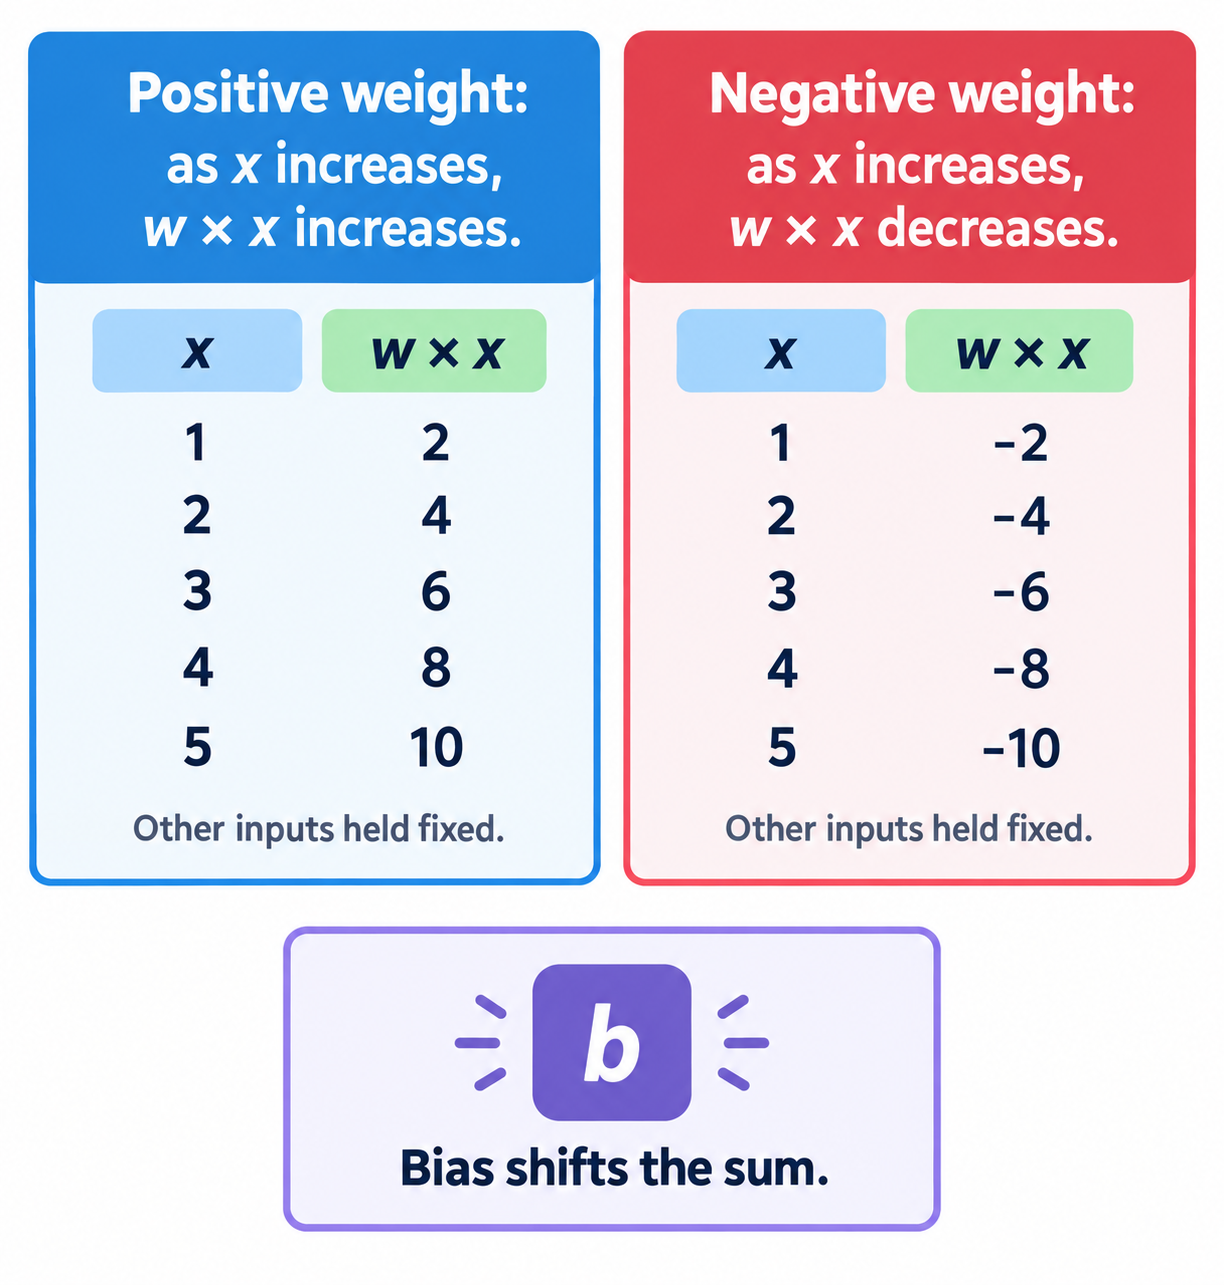 Positive weight:
as x increases,
w × x increases.
x w × x
1 2
2 4
3 6
4 8
5 10
Other inputs held fixed.
Negative weight:
as x increases,
w × x decreases.
x w × x
1 −2
2 −4
3 −6
4 −8
5 −10
Other inputs held fixed.
b
Bias shifts the sum.